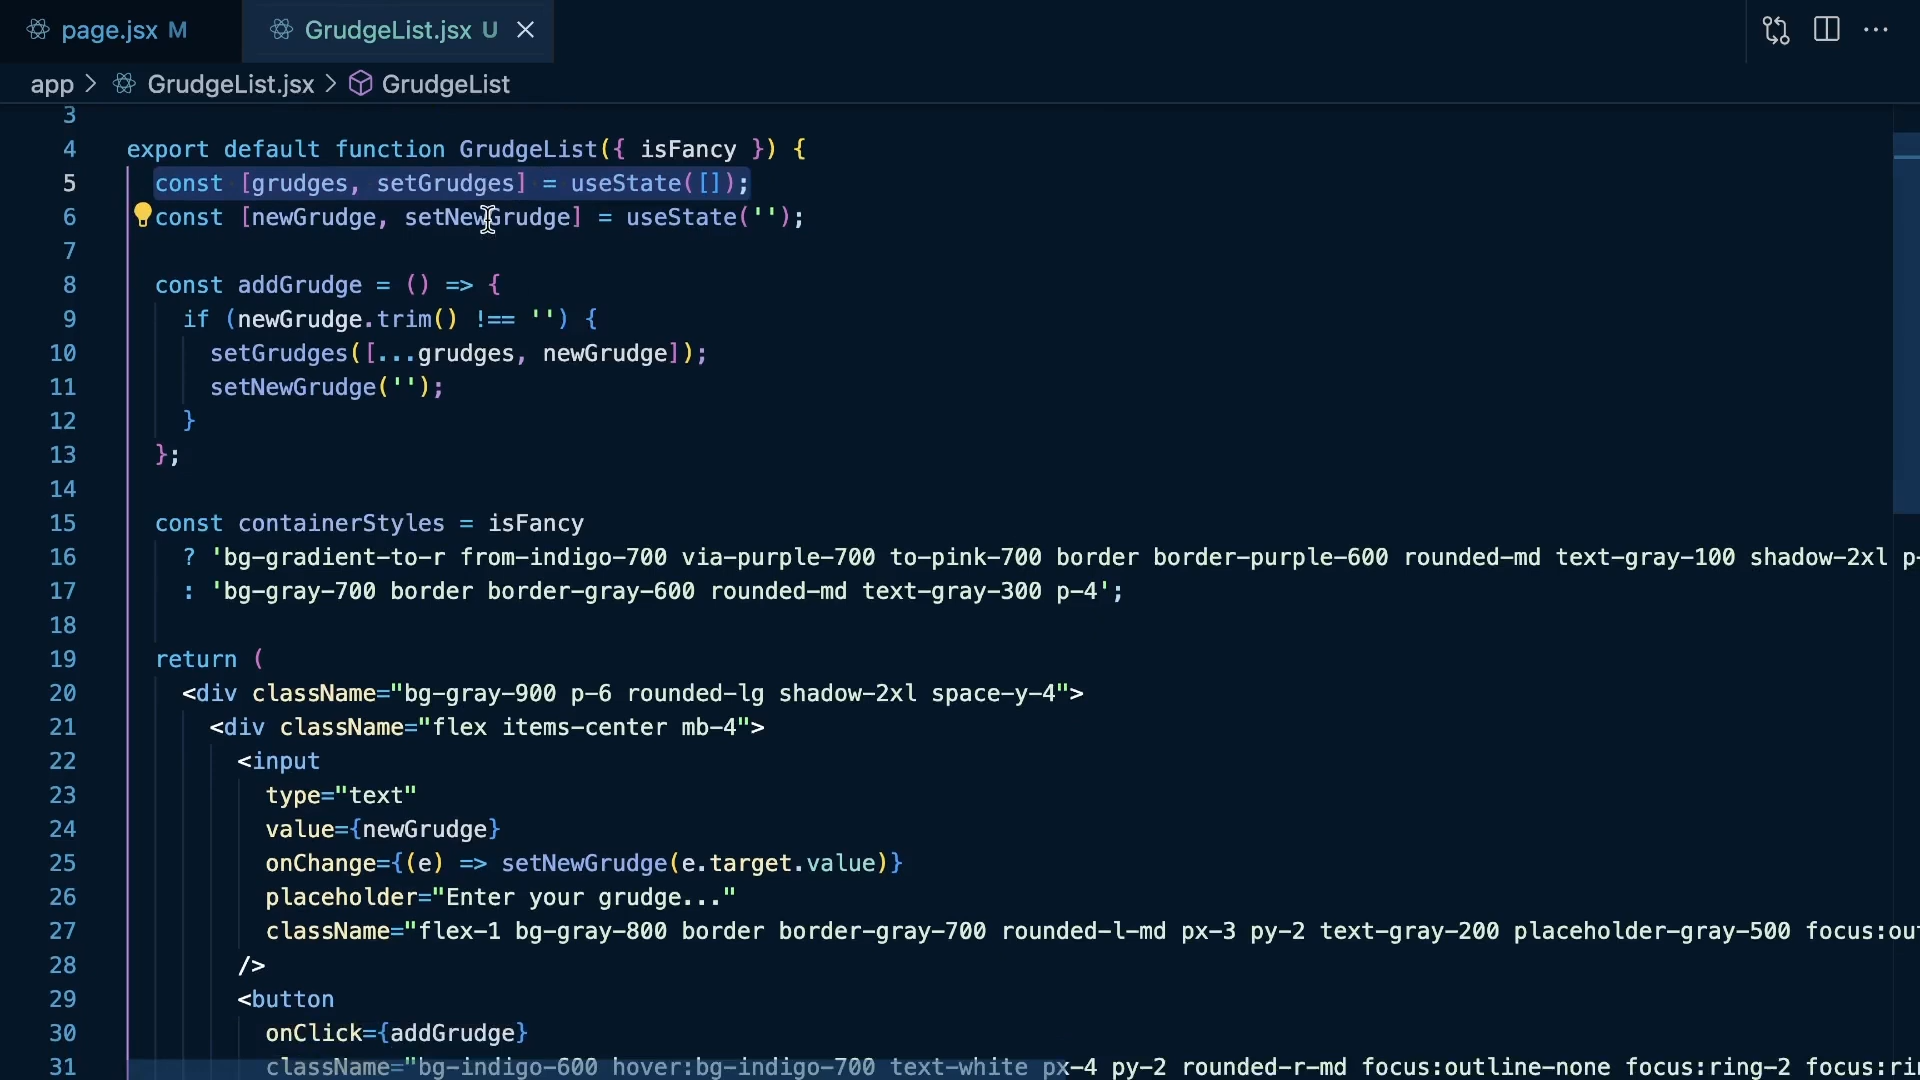 page.jsx M
GrudgeList.jsx U
app > GrudgeList.jsx > GrudgeList
3
4 export default function GrudgeList({ isFancy }) {
5 const [grudges, setGrudges] = useState([]);
6 const [newGrudge, setNewGrudge] = useState('');
7
8 const addGrudge = () => {
9 if (newGrudge.trim() !== '') {
10 setGrudges([...grudges, newGrudge]);
11 setNewGrudge('');
12 }
13 };
14
15 const containerStyles = isFancy
16 ? 'bg-gradient-to-r from-indigo-700 via-purple-700 to-pink-700 border border-purple-600 rounded-md text-gray-100 shadow-2xl p-
17 : 'bg-gray-700 border border-gray-600 rounded-md text-gray-300 p-4';
18
19 return (
20 <div className="bg-gray-900 p-6 rounded-lg shadow-2xl space-y-4">
21 <div className="flex items-center mb-4">
22 <input
23 type="text"
24 value={newGrudge}
25 onChange={(e) => setNewGrudge(e.target.value)}
26 placeholder="Enter your grudge..."
27 className="flex-1 bg-gray-800 border border-gray-700 rounded-l-md px-3 py-2 text-gray-200 placeholder-gray-500 focus:ou
28 />
29 <button
30 onClick={addGrudge}
31 className="bg-indigo-600 hover:bg-indigo-700 text-white px-4 py-2 rounded-r-md focus:outline-none focus:ring-2 focus:ri